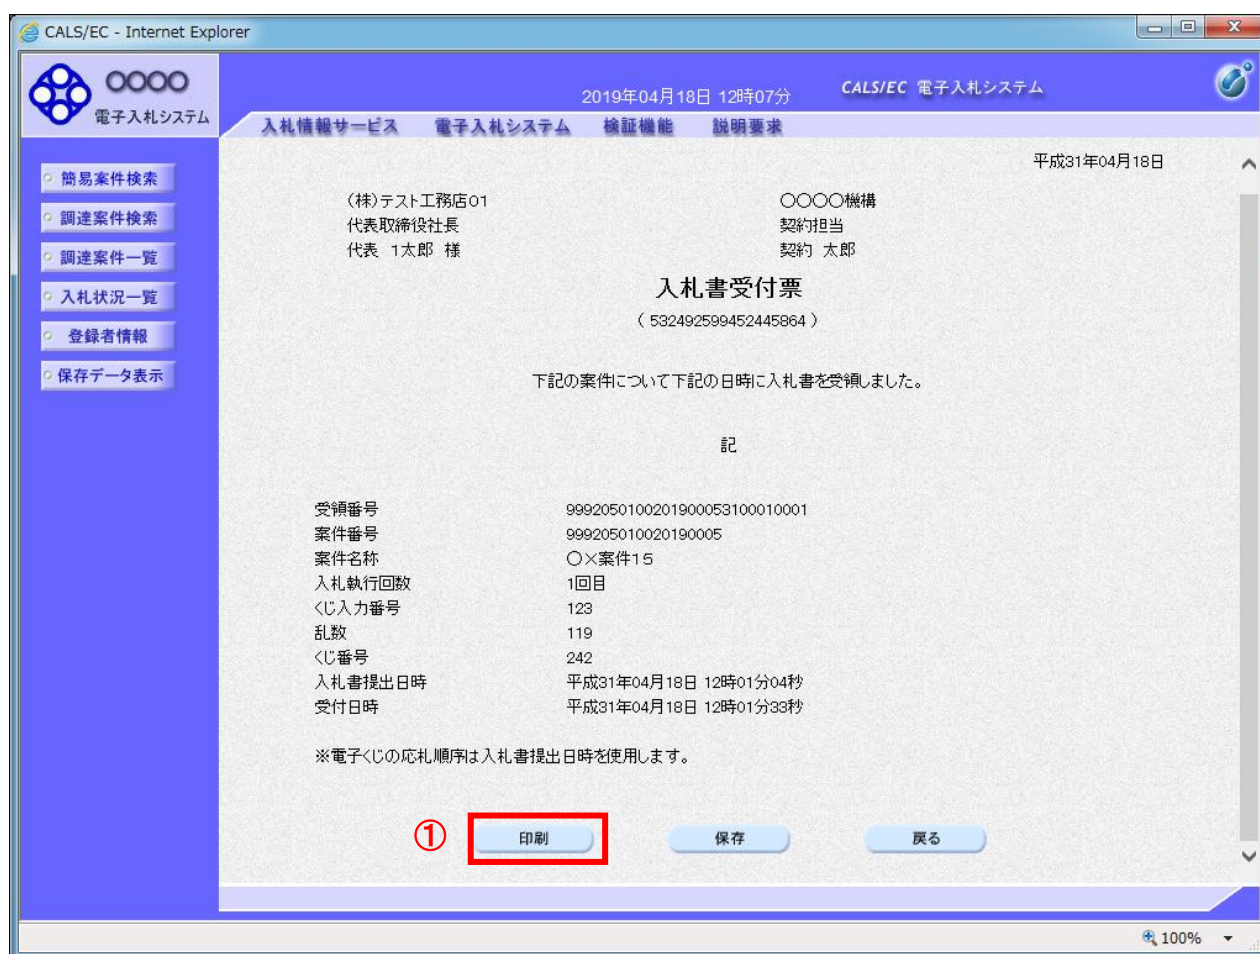 CALS/EC - Internet Explorer
○○○○
電子入札システム
2019年04月18日 12時07分
CALS/EC 電子入札システム
入札情報サービス 電子入札システム 検証機能 説明要求
簡易案件検索
調達案件検索
調達案件一覧
入札状況一覧
登録者情報
保存データ表示
平成31年04月18日
(株)テスト工務店01 ○○○○機構
代表取締役社長 契約担当
代表 1太郎 様 契約 太郎
入札書受付票
( 532492599452445864 )
下記の案件について下記の日時に入札書を受領しました。
記
受領番号 9992050100201900053100010001
案件番号 999205010020190005
案件名称 ○×案件15
入札執行回数 1回目
くじ入力番号 123
乱数 119
くじ番号 242
入札書提出日時 平成31年04月18日 12時01分04秒
受付日時 平成31年04月18日 12時01分33秒
※電子くじの応札順序は入札書提出日時を使用します。
① 印刷 保存 戻る
100%